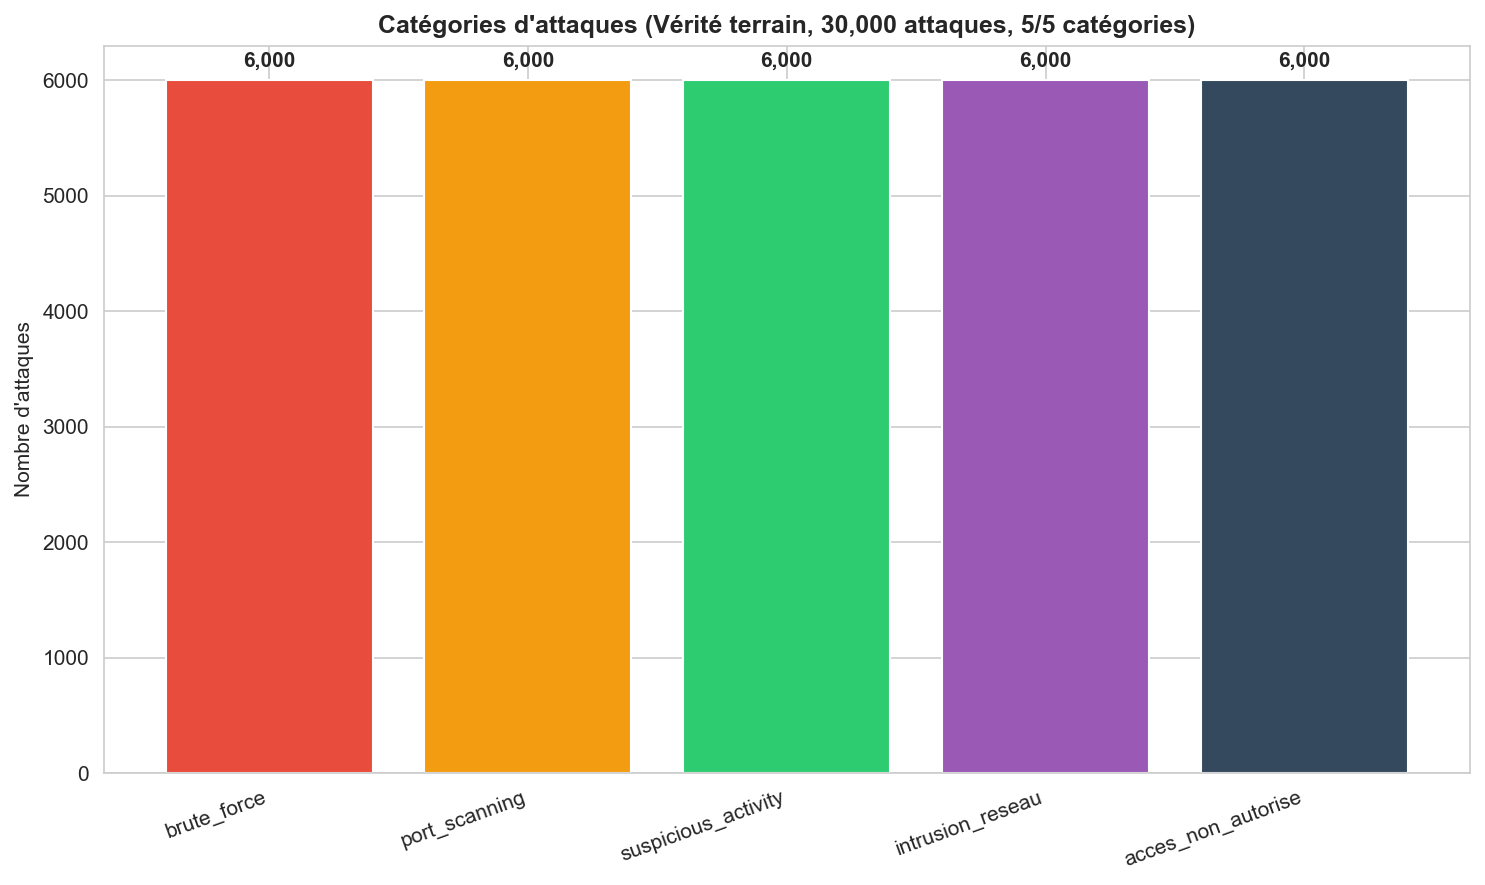 Catégories d'attaques (Vérité terrain, 30,000 attaques, 5/5 catégories)
6,000 6,000 6,000 6,000 6,000
Nombre d'attaques
6000
5000
4000
3000
2000
1000
0
brute_force port_scanning suspicious_activity intrusion_reseau acces_non_autorise